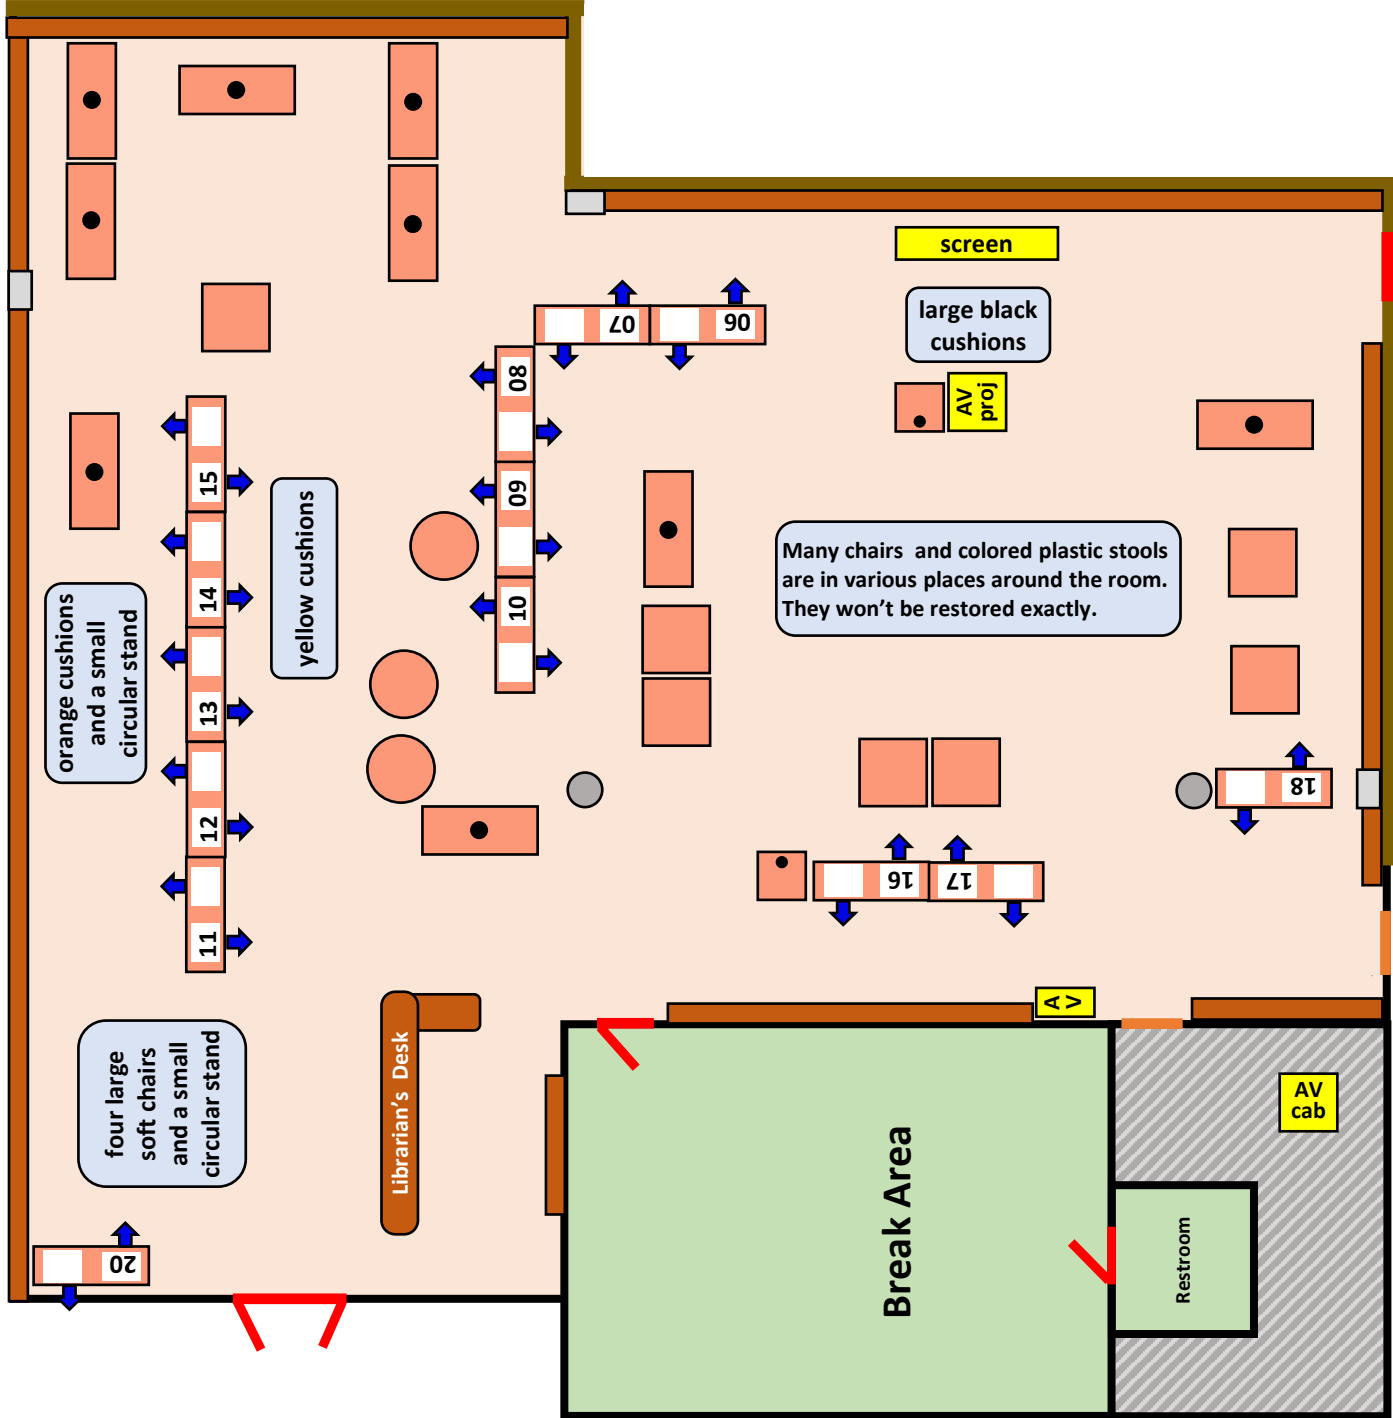 screen
large black
cushions
07
06
08
AV
proj
09
15
yellow cushions
Many chairs  and colored plastic stools
are in various places around the room.
They won’t be restored exactly.
14
10
orange cushions
and a small
circular stand
13
12
18
16
17
11
A V
Librarian’s  Desk
four large
soft chairs
and a small
circular stand
AV
cab
Break Area
Restroom
20